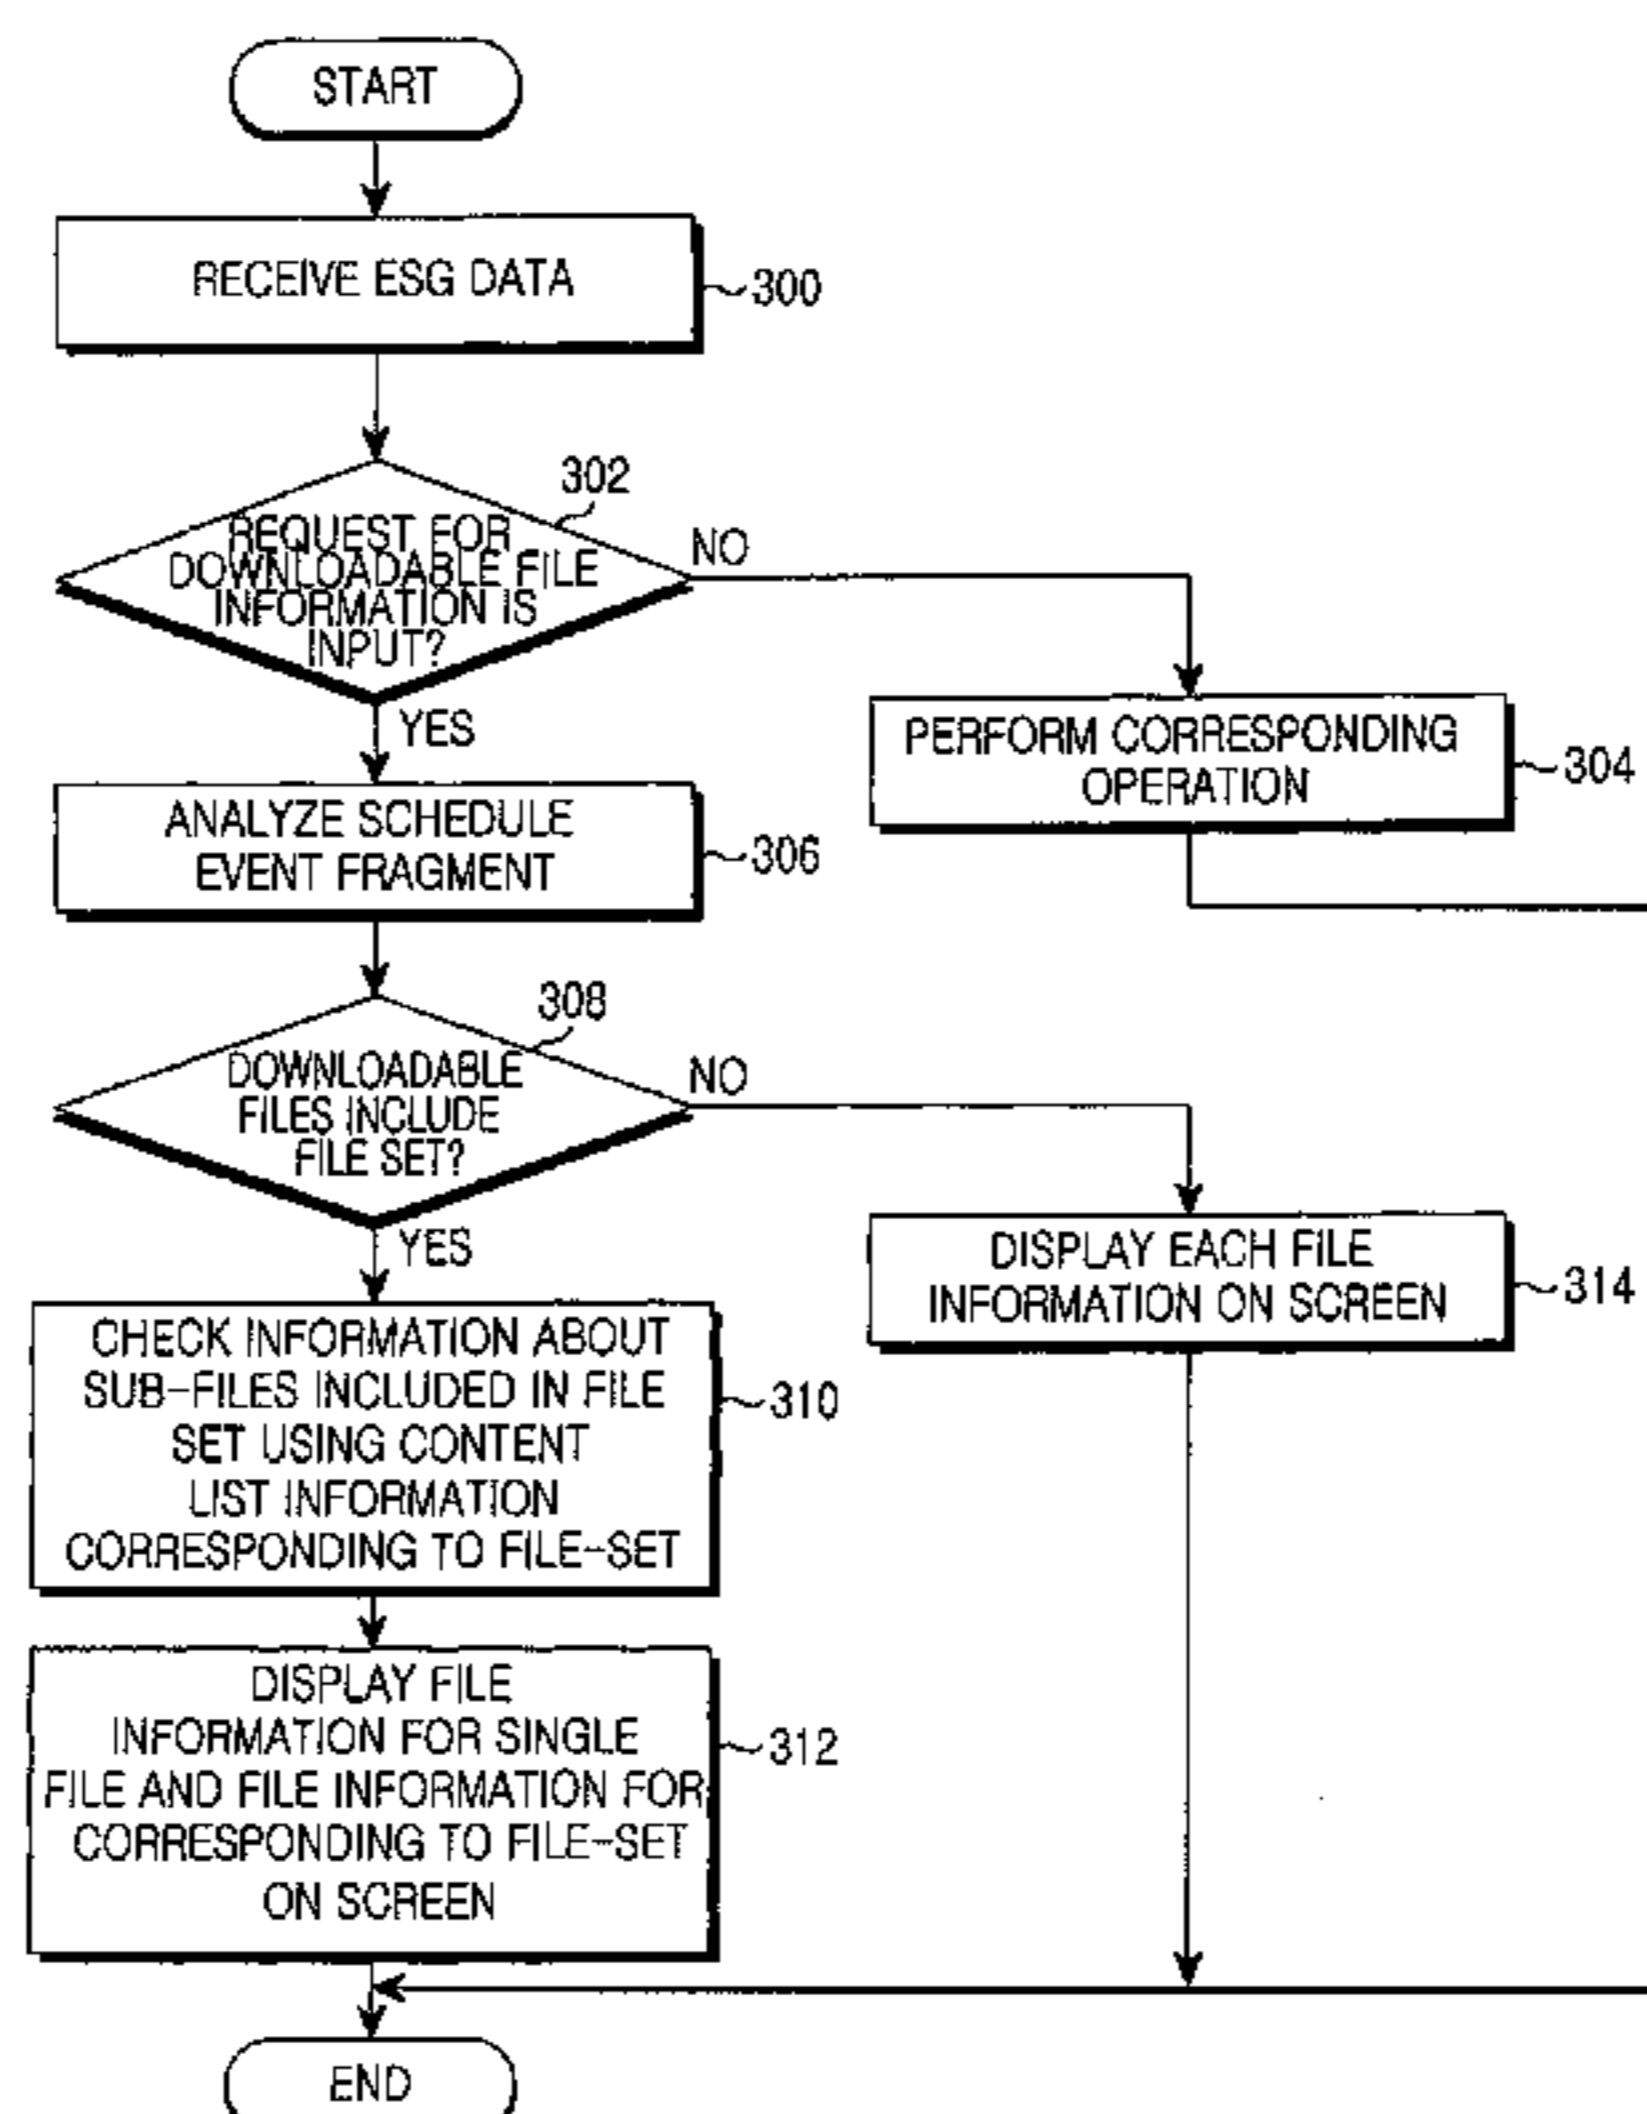 START
RECEIVE ESG DATA
300
302
REQUEST FOR
DOWNLOADABLE FILE
INFORMATION IS
INPUT?
NO
YES
PERFORM CORRESPONDING
OPERATION
304
ANALYZE SCHEDULE
EVENT FRAGMENT
306
308
DOWNLOADABLE
FILES INCLUDE
FILE SET?
NO
YES
DISPLAY EACH FILE
INFORMATION ON SCREEN
314
CHECK INFORMATION ABOUT
SUB-FILES INCLUDED IN FILE
SET USING CONTENT
LIST INFORMATION
CORRESPONDING TO FILE-SET
310
DISPLAY FILE
INFORMATION FOR SINGLE
FILE AND FILE INFORMATION FOR
CORRESPONDING TO FILE-SET
ON SCREEN
312
END